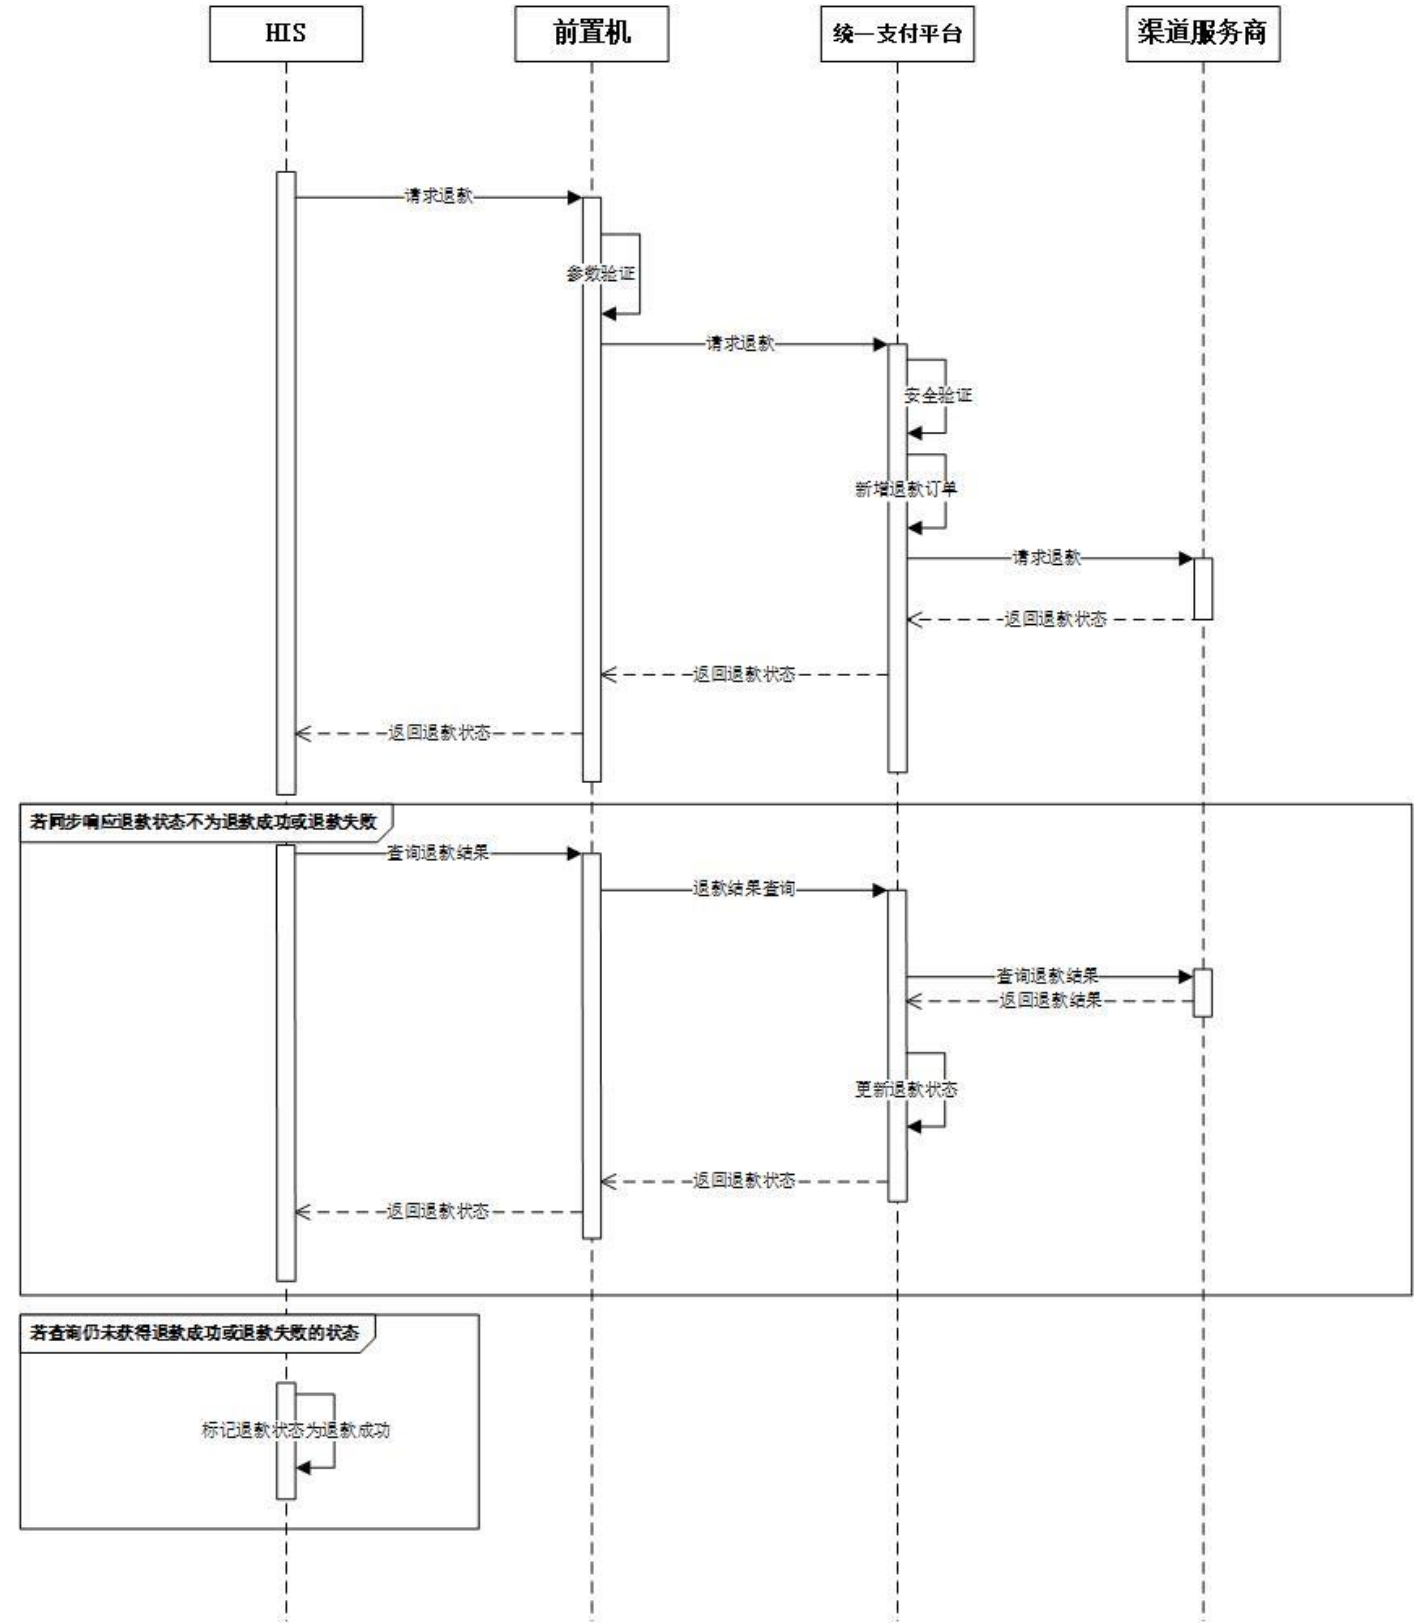 HIS
前置机
统一支付平台
渠道服务商
请求退款
参数验证
请求退款
安全验证
新增退款订单
请求退款
返回退款状态
返回退款状态
返回退款状态
若同步响应退款状态不为退款成功或退款失败
查询退款结果
退款结果查询
查询退款结果
返回退款结果
更新退款状态
返回退款状态
返回退款状态
若查询仍未获得退款成功或退款失败的状态
标记退款状态为退款成功